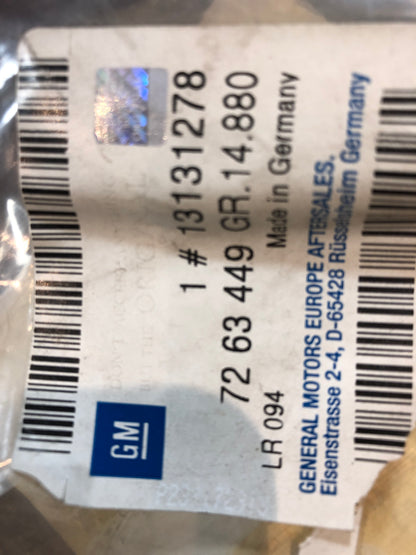 1 # 13131278
72 63 449 GR.14.880
LR 094 Made in Germany
GENERAL MOTORS EUROPE AFTERSALES.
Eisenstrasse 2-4, D-65428 Rüsselsheim Germany
GM